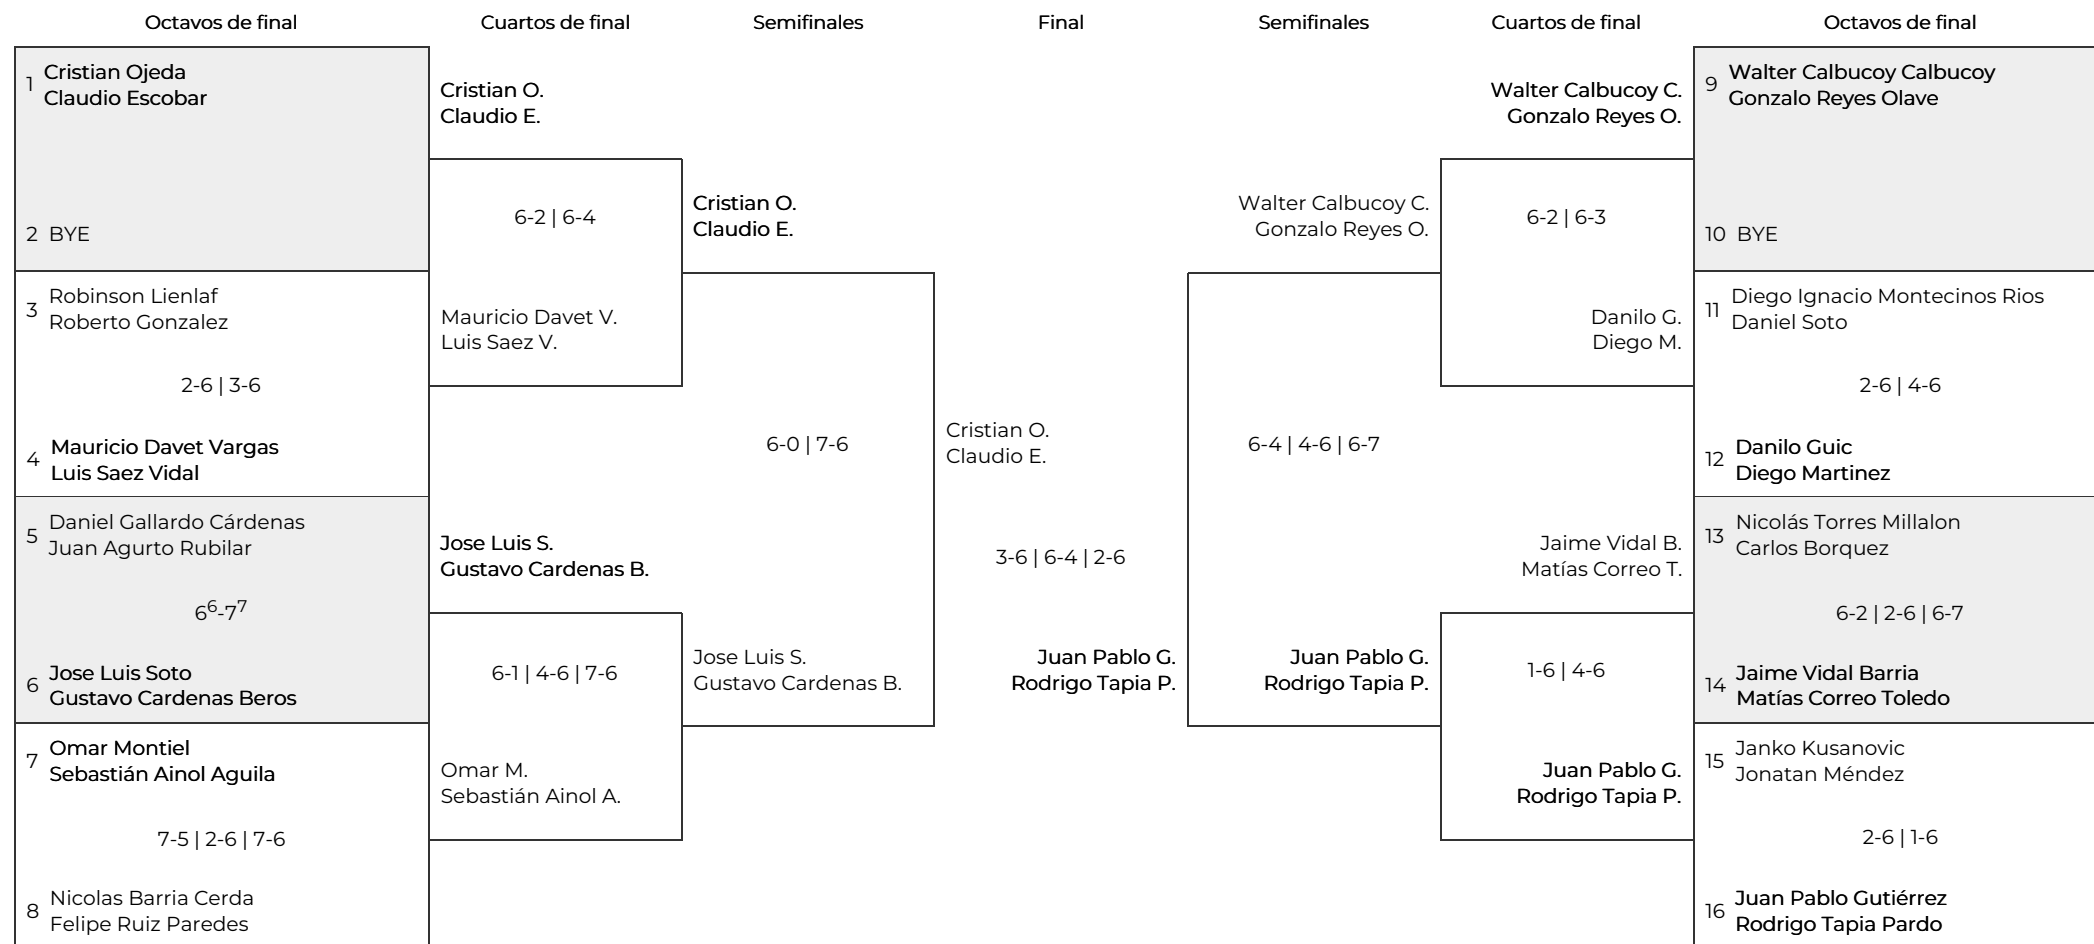 Octavos de final
Cuartos de final
Semifinales
Final
Semifinales
Cuartos de final
Octavos de final
1
Cristian Ojeda
Claudio Escobar
2 BYE
3
Robinson Lienlaf
Roberto Gonzalez
2-6 | 3-6
4
Mauricio Davet Vargas
Luis Saez Vidal
5
Daniel Gallardo Cárdenas
Juan Agurto Rubilar
6⁶-7⁷
6
Jose Luis Soto
Gustavo Cardenas Beros
7
Omar Montiel
Sebastián Ainol Aguila
7-5 | 2-6 | 7-6
8
Nicolas Barria Cerda
Felipe Ruiz Paredes
Cristian O.
Claudio E.
6-2 | 6-4
Mauricio Davet V.
Luis Saez V.
Jose Luis S.
Gustavo Cardenas B.
6-1 | 4-6 | 7-6
Omar M.
Sebastián Ainol A.
Cristian O.
Claudio E.
6-0 | 7-6
Jose Luis S.
Gustavo Cardenas B.
Cristian O.
Claudio E.
3-6 | 6-4 | 2-6
Juan Pablo G.
Rodrigo Tapia P.
Walter Calbucoy C.
Gonzalo Reyes O.
6-4 | 4-6 | 6-7
Juan Pablo G.
Rodrigo Tapia P.
Walter Calbucoy C.
Gonzalo Reyes O.
6-2 | 6-3
Danilo G.
Diego M.
Jaime Vidal B.
Matías Correo T.
1-6 | 4-6
Juan Pablo G.
Rodrigo Tapia P.
9
Walter Calbucoy Calbucoy
Gonzalo Reyes Olave
10 BYE
11
Diego Ignacio Montecinos Rios
Daniel Soto
2-6 | 4-6
12
Danilo Guic
Diego Martinez
13
Nicolás Torres Millalon
Carlos Borquez
6-2 | 2-6 | 6-7
14
Jaime Vidal Barria
Matías Correo Toledo
15
Janko Kusanovic
Jonatan Méndez
2-6 | 1-6
16
Juan Pablo Gutiérrez
Rodrigo Tapia Pardo